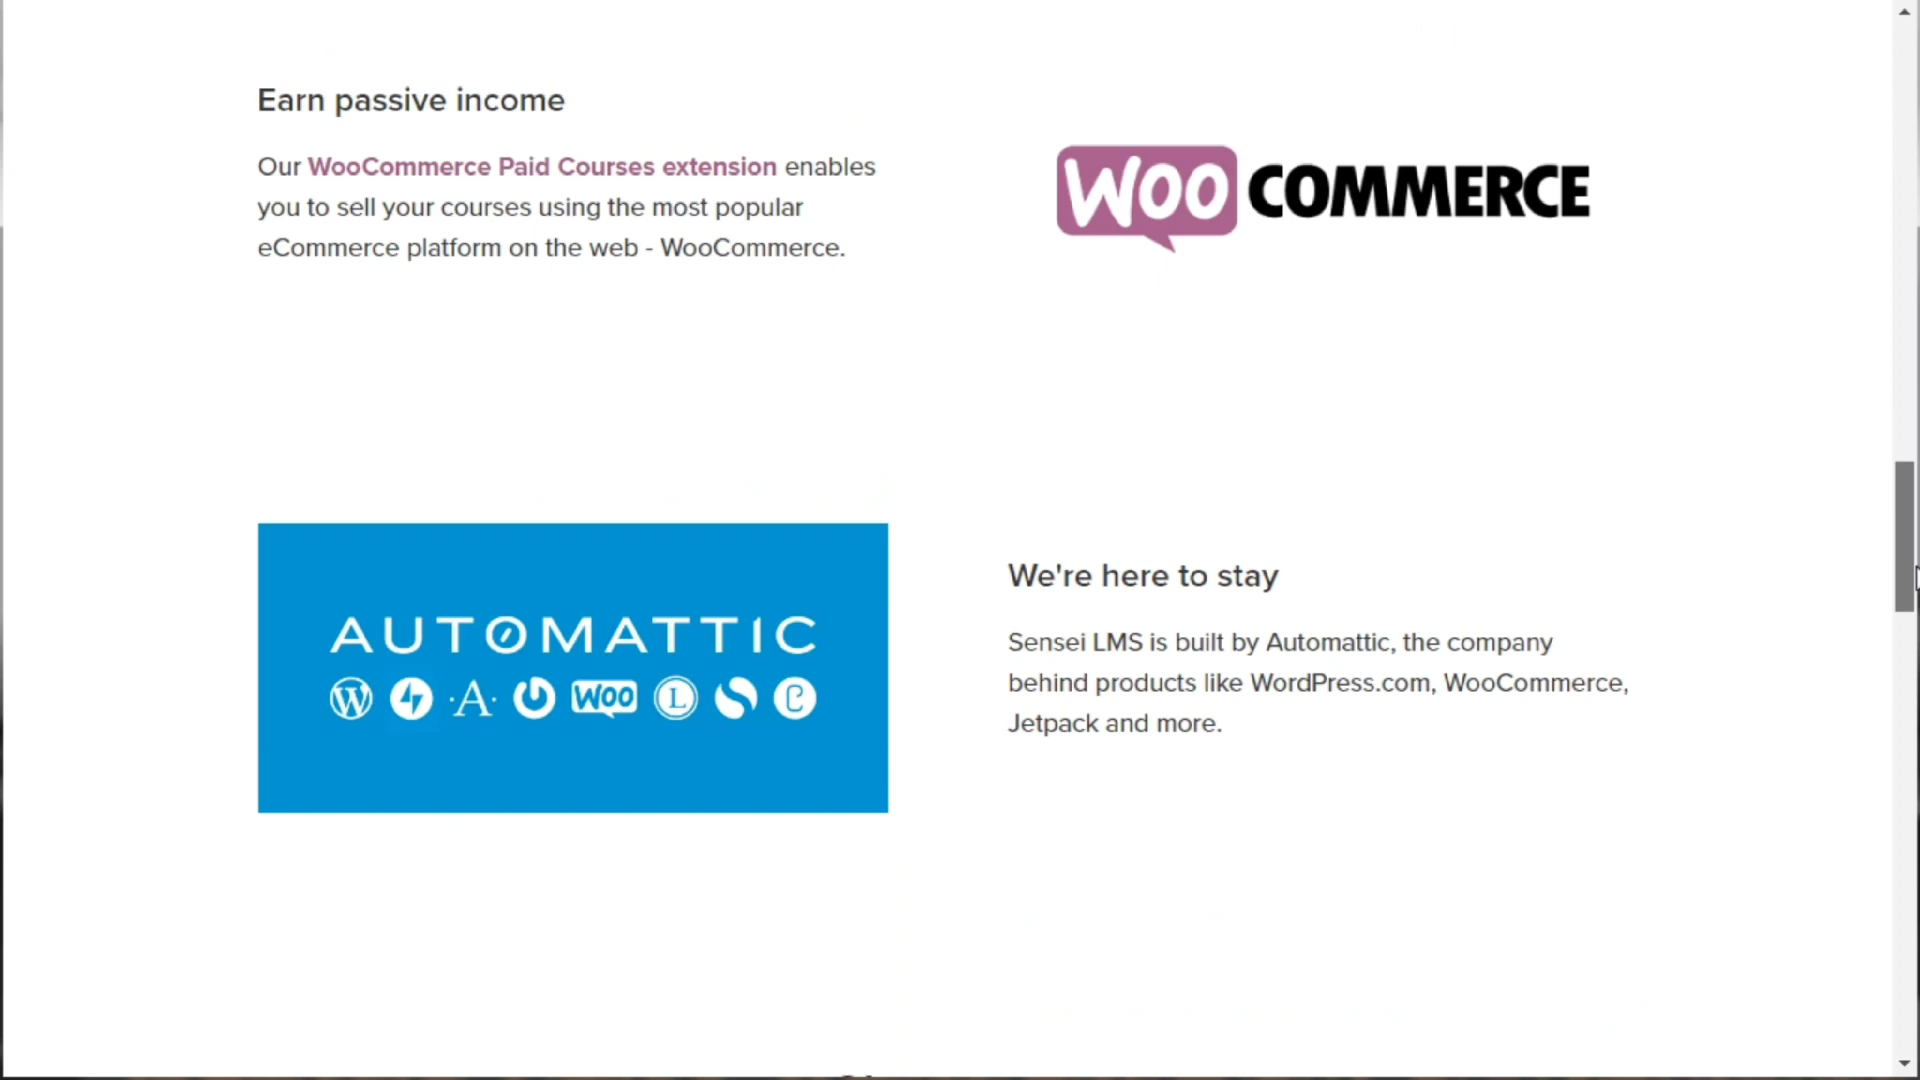 Earn passive income
Our WooCommerce Paid Courses extension enables
you to sell your courses using the most popular
eCommerce platform on the web - WooCommerce.
WOO COMMERCE
AUTOMATTIC
W A WOO L C
We're here to stay
Sensei LMS is built by Automattic, the company
behind products like WordPress.com, WooCommerce,
Jetpack and more.